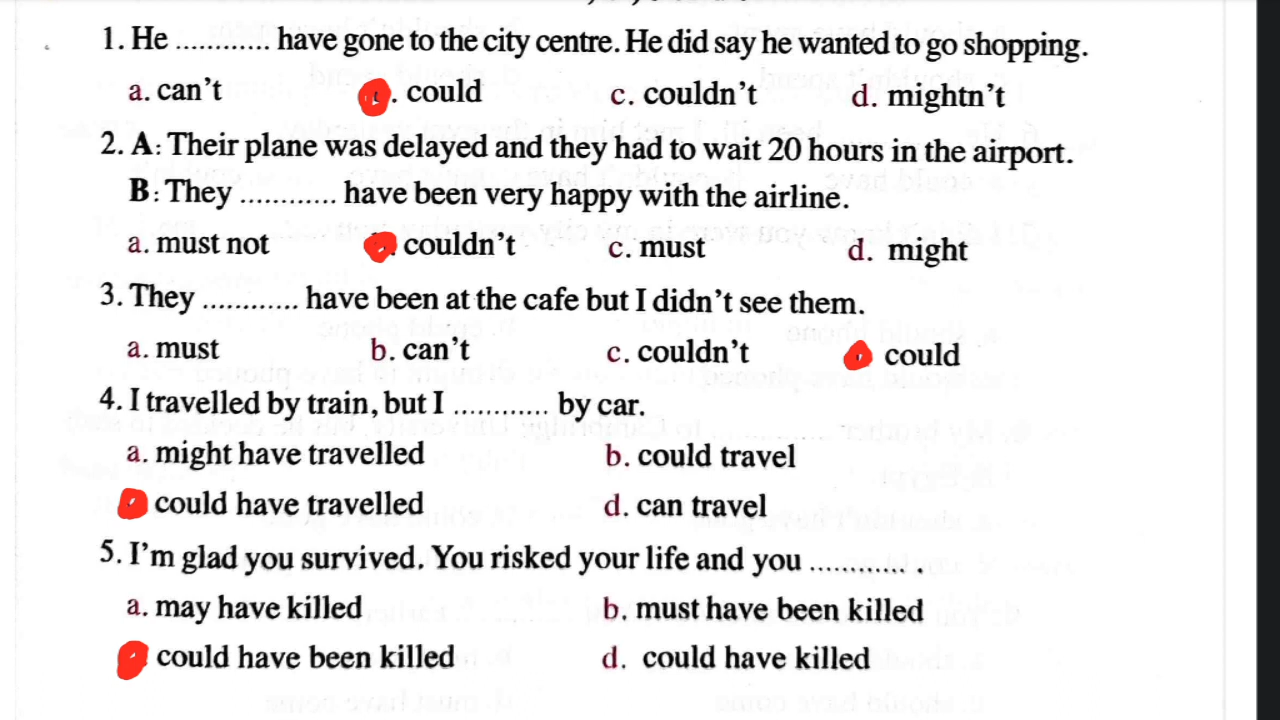 1. He ............ have gone to the city centre. He did say he wanted to go shopping.
a. can't . could c. couldn't d. mightn't
2. A: Their plane was delayed and they had to wait 20 hours in the airport.
B: They ............ have been very happy with the airline.
a. must not couldn't c. must d. might
3. They ............ have been at the cafe but I didn't see them.
a. must b. can't c. couldn't could
4. I travelled by train, but I ............ by car.
a. might have travelled b. could travel
could have travelled d. can travel
5. I'm glad you survived. You risked your life and you ............
a. may have killed b. must have been killed
could have been killed d. could have killed